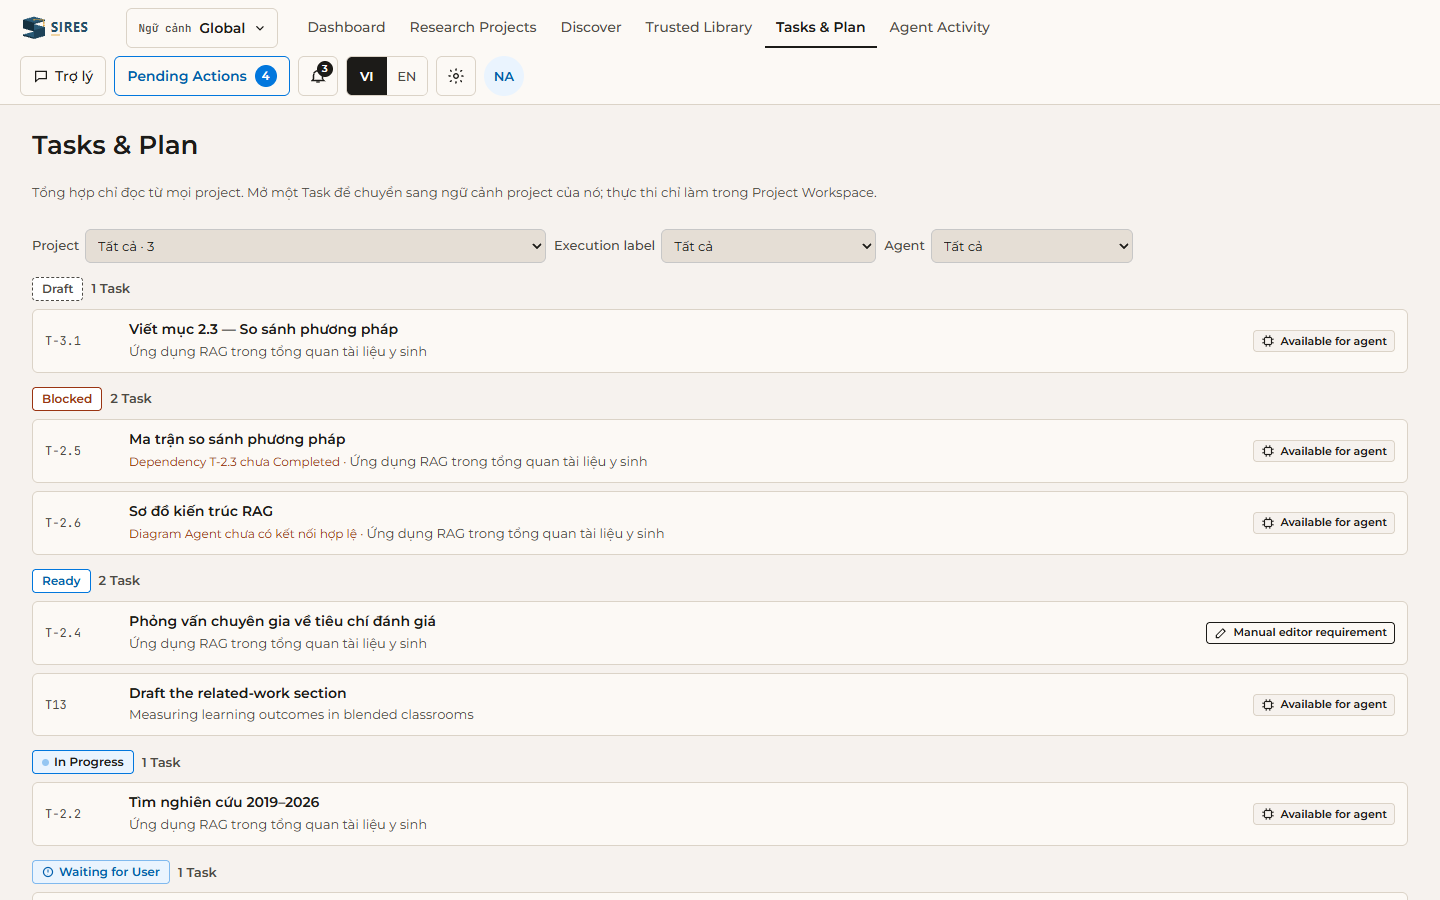 SIRES
Ngữ cảnh Global
Dashboard
Research Projects
Discover
Trusted Library
Tasks & Plan
Agent Activity
Trợ lý
Pending Actions 4
3
VI
EN
NA
Tasks & Plan
Tổng hợp chỉ đọc từ mọi project. Mở một Task để chuyển sang ngữ cảnh project của nó; thực thi chỉ làm trong Project Workspace.
Project Tất cả · 3 Execution label Tất cả Agent Tất cả
Draft 1 Task
T-3.1
Viết mục 2.3 — So sánh phương pháp
Ứng dụng RAG trong tổng quan tài liệu y sinh
Available for agent
Blocked 2 Task
T-2.5
Ma trận so sánh phương pháp
Dependency T-2.3 chưa Completed · Ứng dụng RAG trong tổng quan tài liệu y sinh
Available for agent
T-2.6
Sơ đồ kiến trúc RAG
Diagram Agent chưa có kết nối hợp lệ · Ứng dụng RAG trong tổng quan tài liệu y sinh
Available for agent
Ready 2 Task
T-2.4
Phỏng vấn chuyên gia về tiêu chí đánh giá
Ứng dụng RAG trong tổng quan tài liệu y sinh
Manual editor requirement
T13
Draft the related-work section
Measuring learning outcomes in blended classrooms
Available for agent
In Progress 1 Task
T-2.2
Tìm nghiên cứu 2019–2026
Ứng dụng RAG trong tổng quan tài liệu y sinh
Available for agent
Waiting for User 1 Task